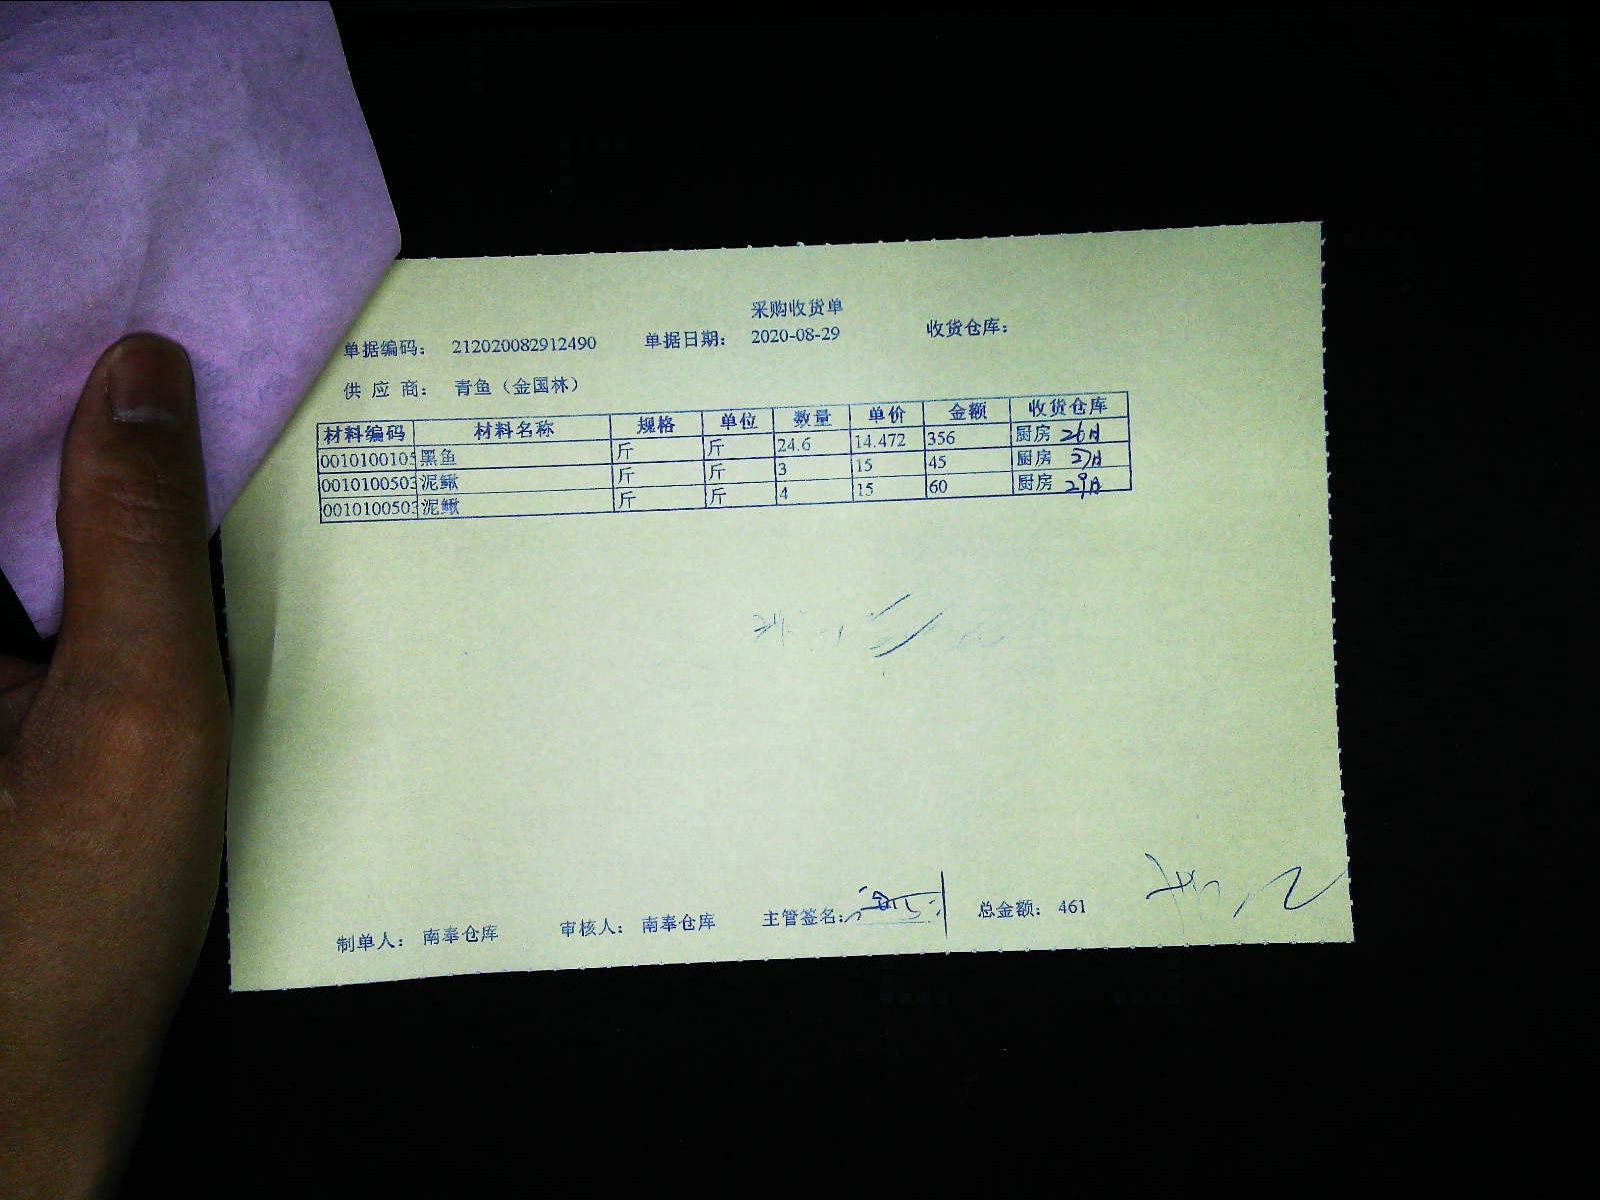 采购收货单
单据编码: 212020082912490 单据日期: 2020-08-29 收货仓库:
供 应 商: 青鱼（金国林）
材料编码 材料名称 规格 单位 数量 单价 金额 收货仓库
0010100105 黑鱼 斤 斤 24.6 14.472 356 厨房 26日
0010100503 泥鳅 斤 斤 3 15 45 厨房 27日
0010100503 泥鳅 斤 斤 4 15 60 厨房 29日
制单人: 南奉仓库 审核人: 南奉仓库 主管签名: 总金额: 461